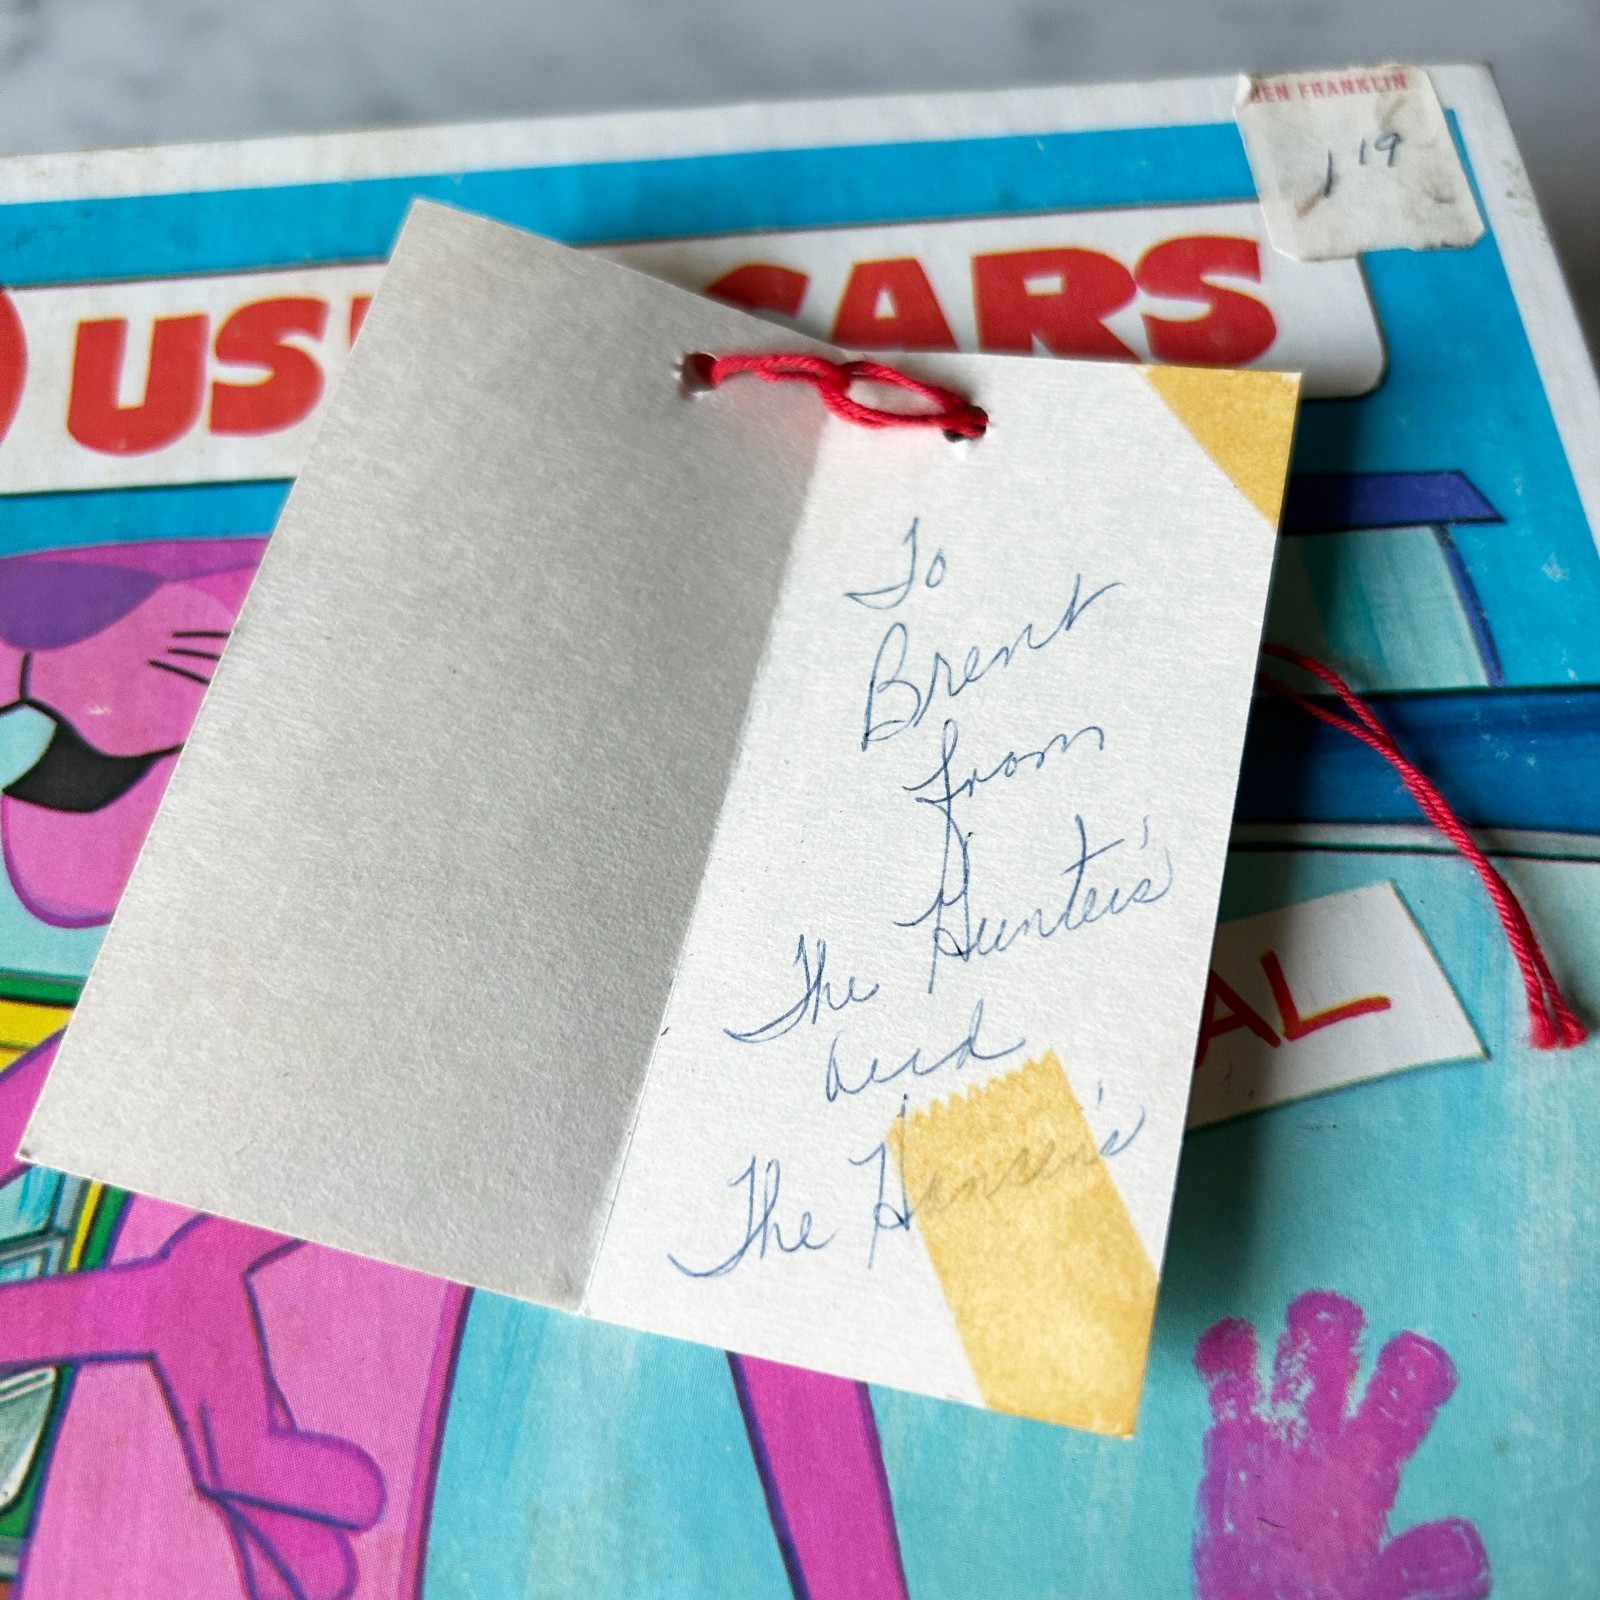 BEN FRANKLIN
1 19
US CARS
To
Brent
from
The Hunter's
and
The Hansen's
AL